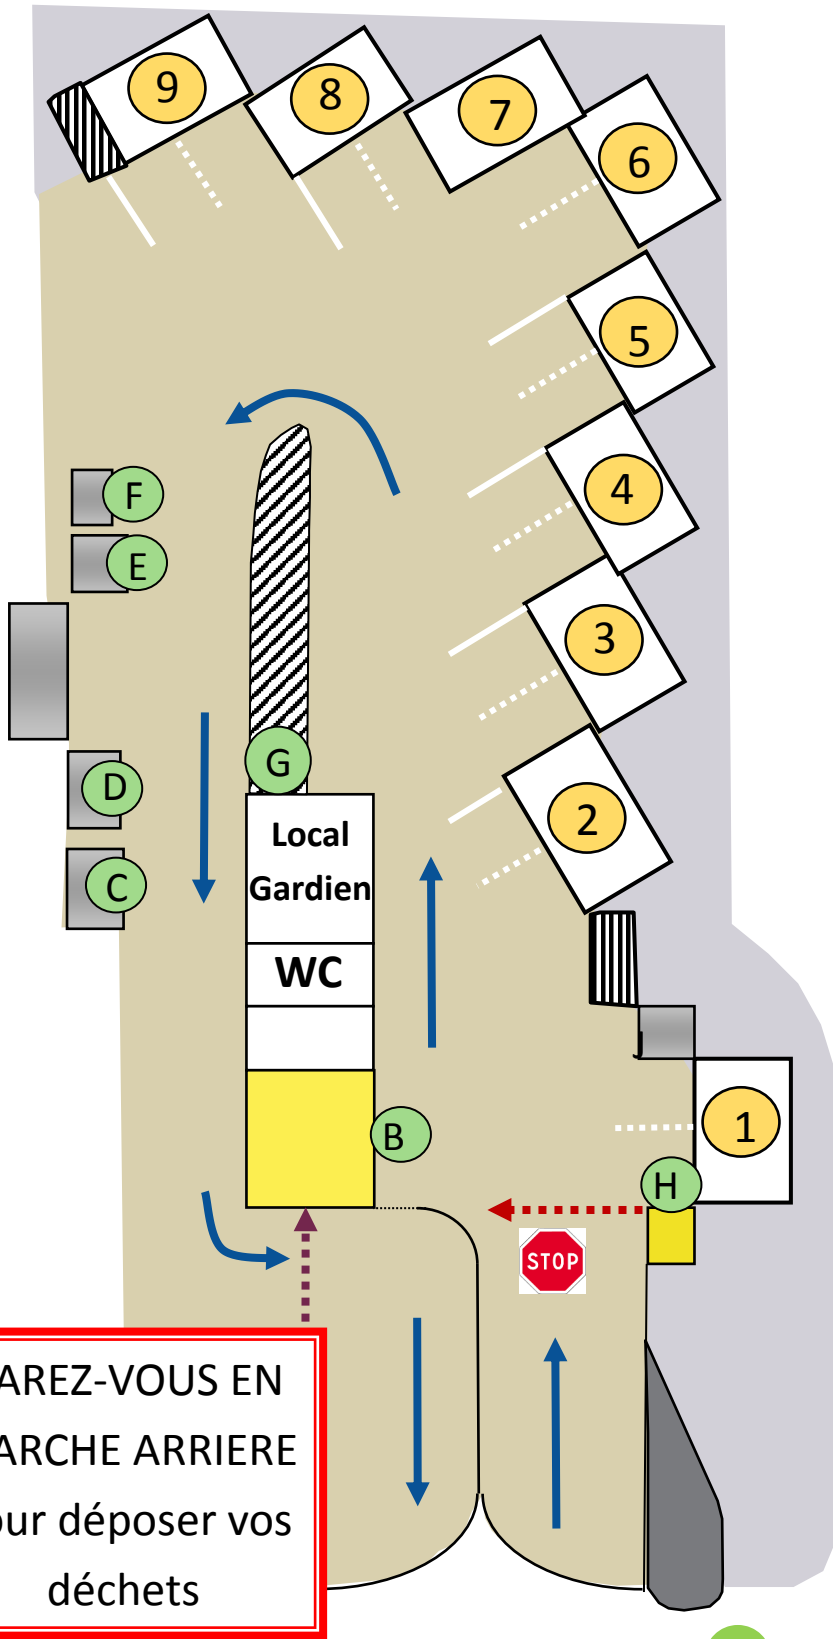 9
8
7
6
5
4
F
E
3
G
D
2
Local
Gardien
C
WC
B
1
H
STOP
AREZ-VOUS EN
ARCHE ARRIERE
ur déposer vos
déchets